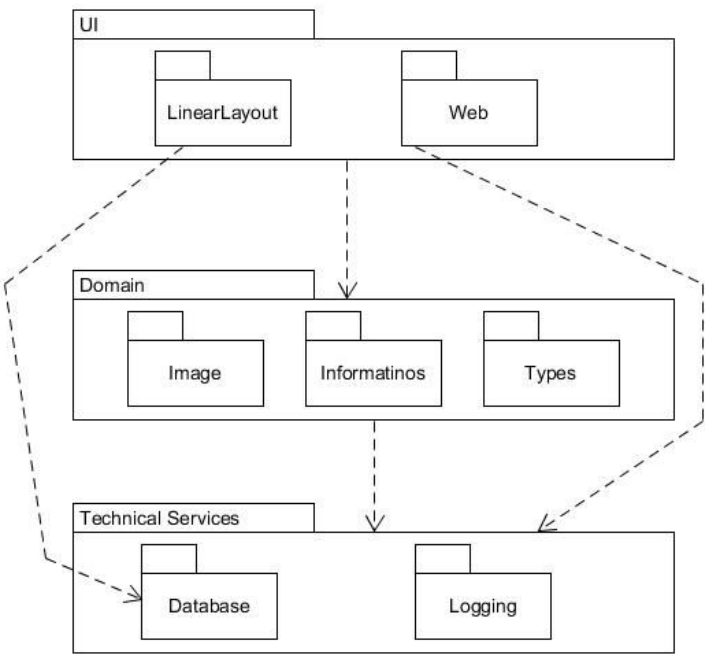 UI
LinearLayout
Web
Domain
Image
Informatinos
Types
Technical Services
Database
Logging